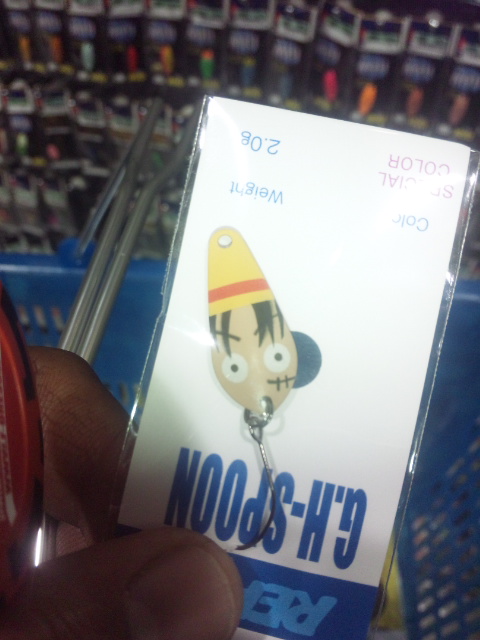 G.H-SPOON
Color Weight
SPECIAL 2.0g
COLOR